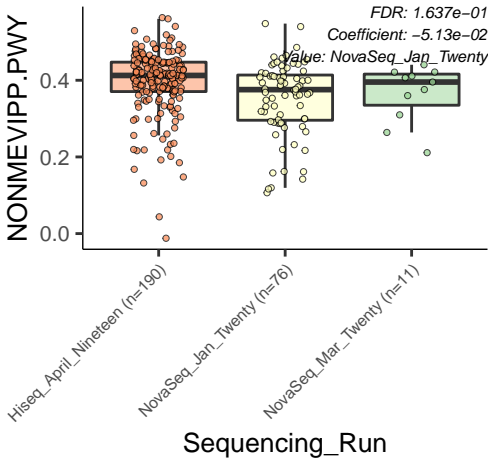 FDR: 1.637e−01
Coefficient: −5.13e−02
Value: NovaSeq_Jan_Twenty
NONMEVIPP.PWY
0.4
0.2
0.0
Hiseq_April_Nineteen (n=190)
NovaSeq_Jan_Twenty (n=76)
NovaSeq_Mar_Twenty (n=11)
Sequencing_Run